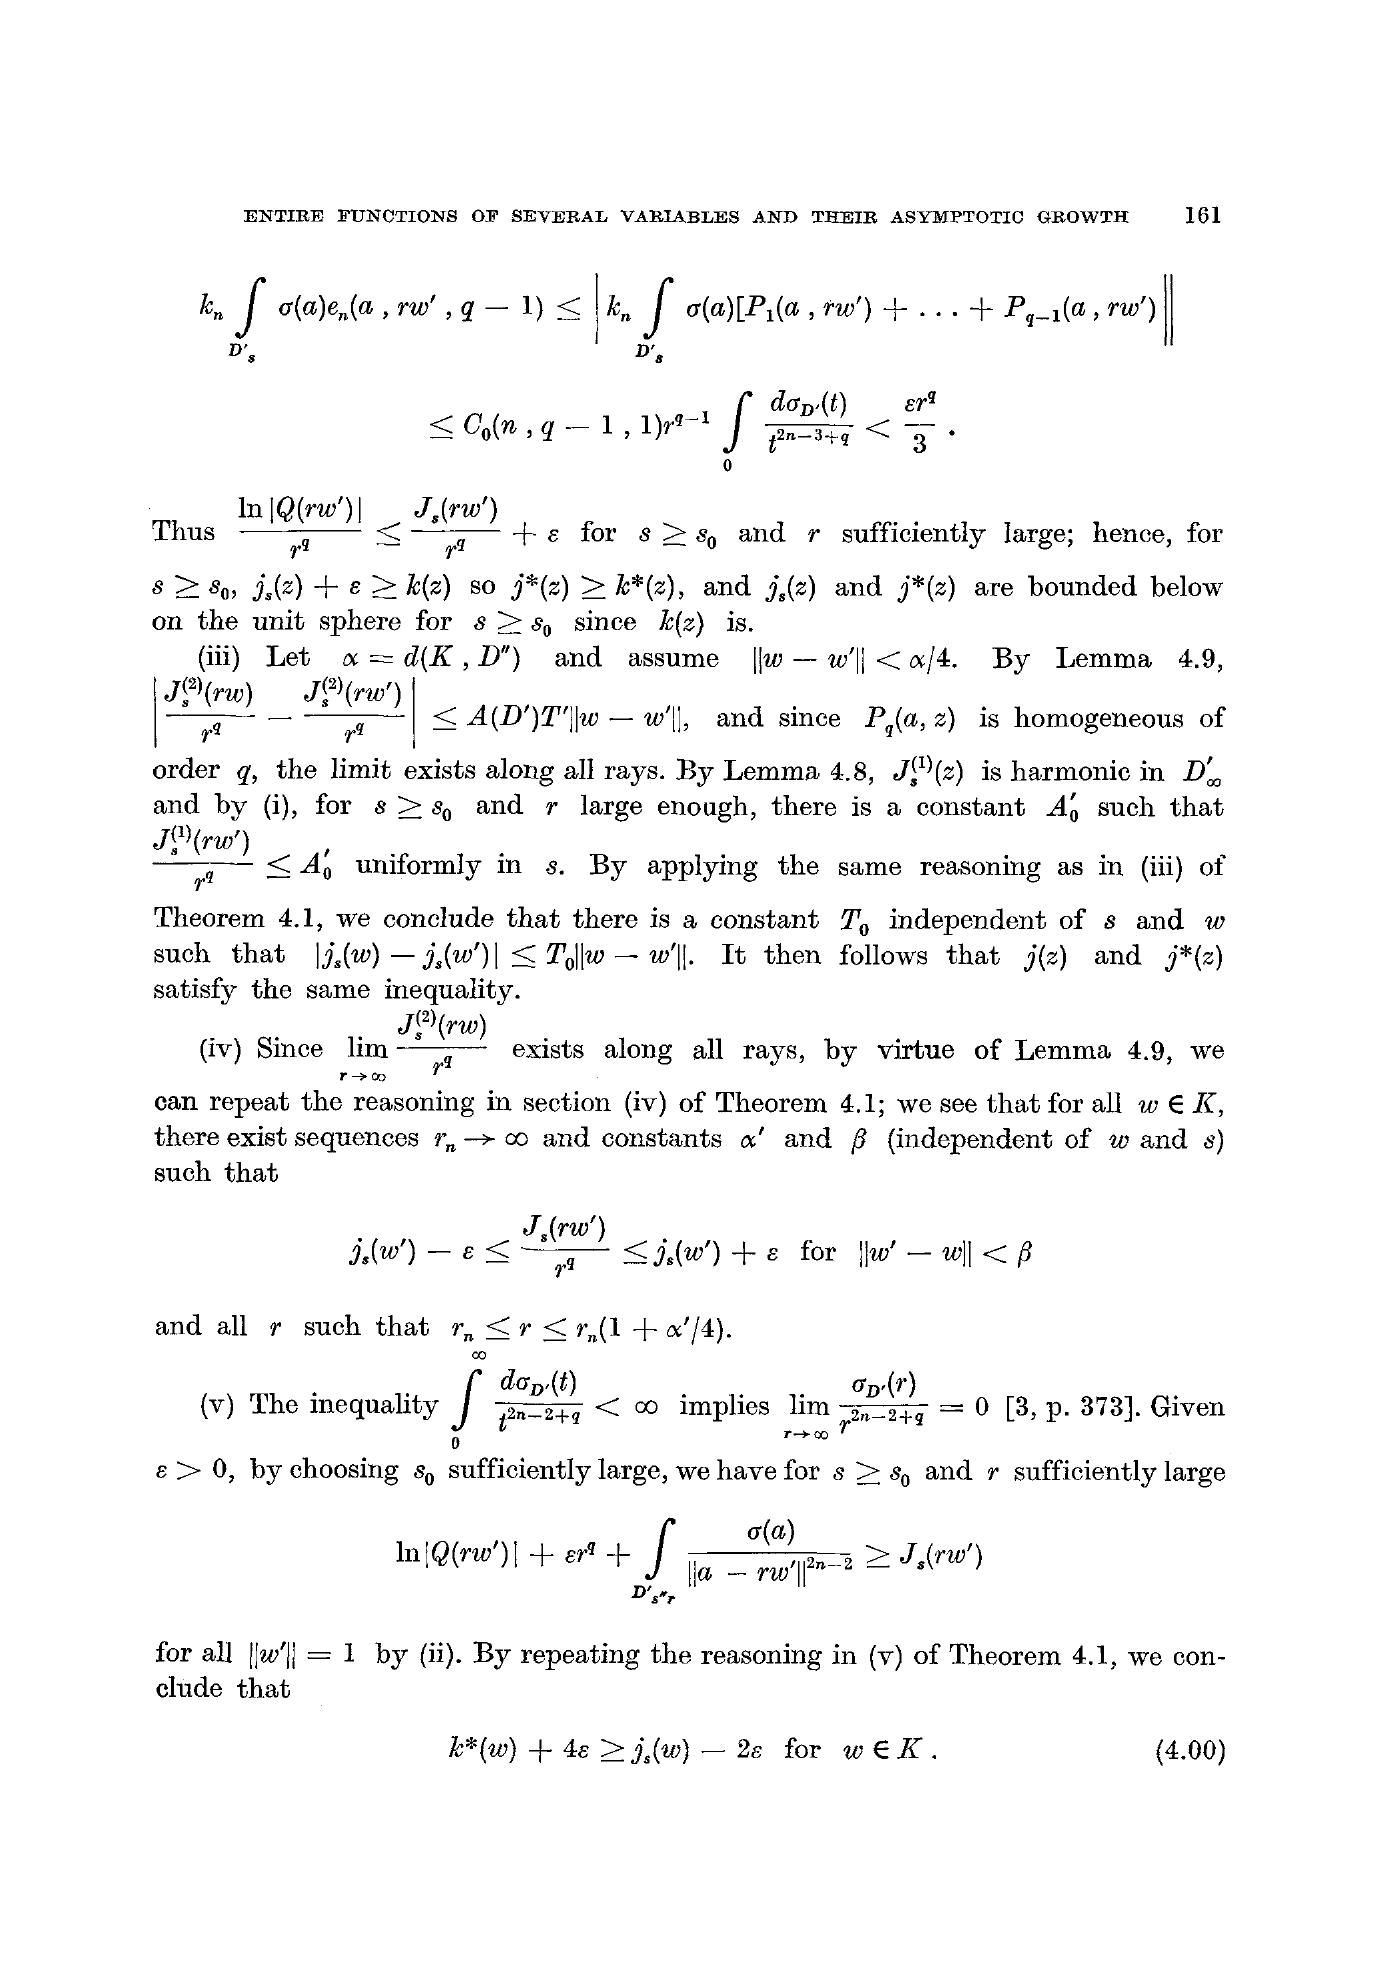 ENTIRE FUNCTIONS OF SEVERAL VARIABLES AND THEIR ASYMPTOTIC GROWTH 161
$k_n \int_{D'_s} \sigma(a)e_n(a , rw' , q - 1) \leq \left| k_n \int_{D'_s} \sigma(a)[P_1(a , rw') + \ldots + P_{q-1}(a , rw') \right\|$
$\leq C_0(n , q - 1 , 1)r^{q-1} \int_0 \frac{d\sigma_{D'}(t)}{t^{2n-3+q}} < \frac{\varepsilon r^q}{3} .$
Thus $\frac{\ln |Q(rw')|}{r^q} \leq \frac{J_s(rw')}{r^q} + \varepsilon$ for $s \geq s_0$ and $r$ sufficiently large; hence, for
$s \geq s_0$, $j_s(z) + \varepsilon \geq k(z)$ so $j^*(z) \geq k^*(z)$, and $j_s(z)$ and $j^*(z)$ are bounded below
on the unit sphere for $s \geq s_0$ since $k(z)$ is.
(iii) Let $\alpha = d(K , D'')$ and assume $\|w - w'\| < \alpha/4$. By Lemma 4.9,
$\left| \frac{J_s^{(2)}(rw)}{r^q} - \frac{J_s^{(2)}(rw')}{r^q} \right| \leq A(D')T'\|w - w'\|$, and since $P_q(a, z)$ is homogeneous of
order $q$, the limit exists along all rays. By Lemma 4.8, $J_s^{(1)}(z)$ is harmonic in $D'_\infty$
and by (i), for $s \geq s_0$ and $r$ large enough, there is a constant $A'_0$ such that
$\frac{J_s^{(1)}(rw')}{r^q} \leq A'_0$ uniformly in $s$. By applying the same reasoning as in (iii) of
Theorem 4.1, we conclude that there is a constant $T_0$ independent of $s$ and $w$
such that $|j_s(w) - j_s(w')| \leq T_0\|w - w'\|$. It then follows that $j(z)$ and $j^*(z)$
satisfy the same inequality.
(iv) Since $\lim_{r \to \infty} \frac{J_s^{(2)}(rw)}{r^q}$ exists along all rays, by virtue of Lemma 4.9, we
can repeat the reasoning in section (iv) of Theorem 4.1; we see that for all $w \in K$,
there exist sequences $r_n \to \infty$ and constants $\alpha'$ and $\beta$ (independent of $w$ and $s$)
such that
$j_s(w') - \varepsilon \leq \frac{J_s(rw')}{r^q} \leq j_s(w') + \varepsilon$ for $\|w' - w\| < \beta$
and all $r$ such that $r_n \leq r \leq r_n(1 + \alpha'/4)$.
(v) The inequality $\int_0^\infty \frac{d\sigma_{D'}(t)}{t^{2n-2+q}} < \infty$ implies $\lim_{r \to \infty} \frac{\sigma_{D'}(r)}{r^{2n-2+q}} = 0$ [3, p. 373]. Given
$\varepsilon > 0$, by choosing $s_0$ sufficiently large, we have for $s \geq s_0$ and $r$ sufficiently large
$\ln |Q(rw')| + \varepsilon r^q + \int_{D'_{s''r}} \frac{\sigma(a)}{\|a - rw'\|^{2n-2}} \geq J_s(rw')$
for all $\|w'\| = 1$ by (ii). By repeating the reasoning in (v) of Theorem 4.1, we con-
clude that
$k^*(w) + 4\varepsilon \geq j_s(w) - 2\varepsilon$ for $w \in K .$ (4.00)